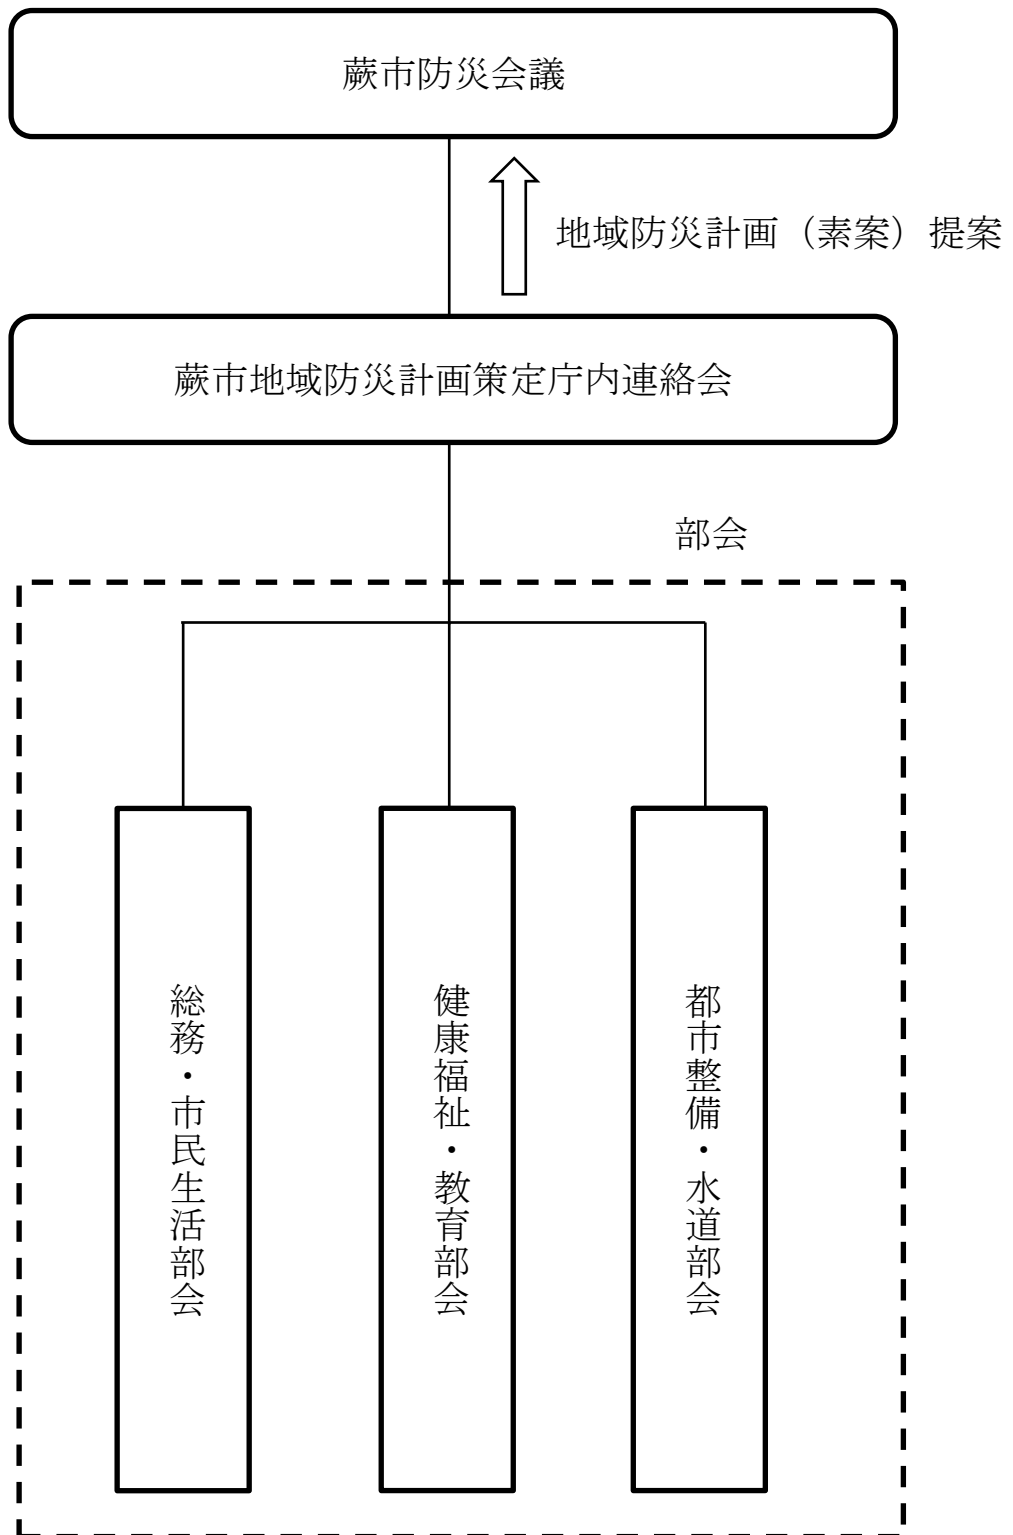 蕨市防災会議
地域防災計画（素案）提案
蕨市地域防災計画策定庁内連絡会
部会
総務・市民生活部会
健康福祉・教育部会
都市整備・水道部会